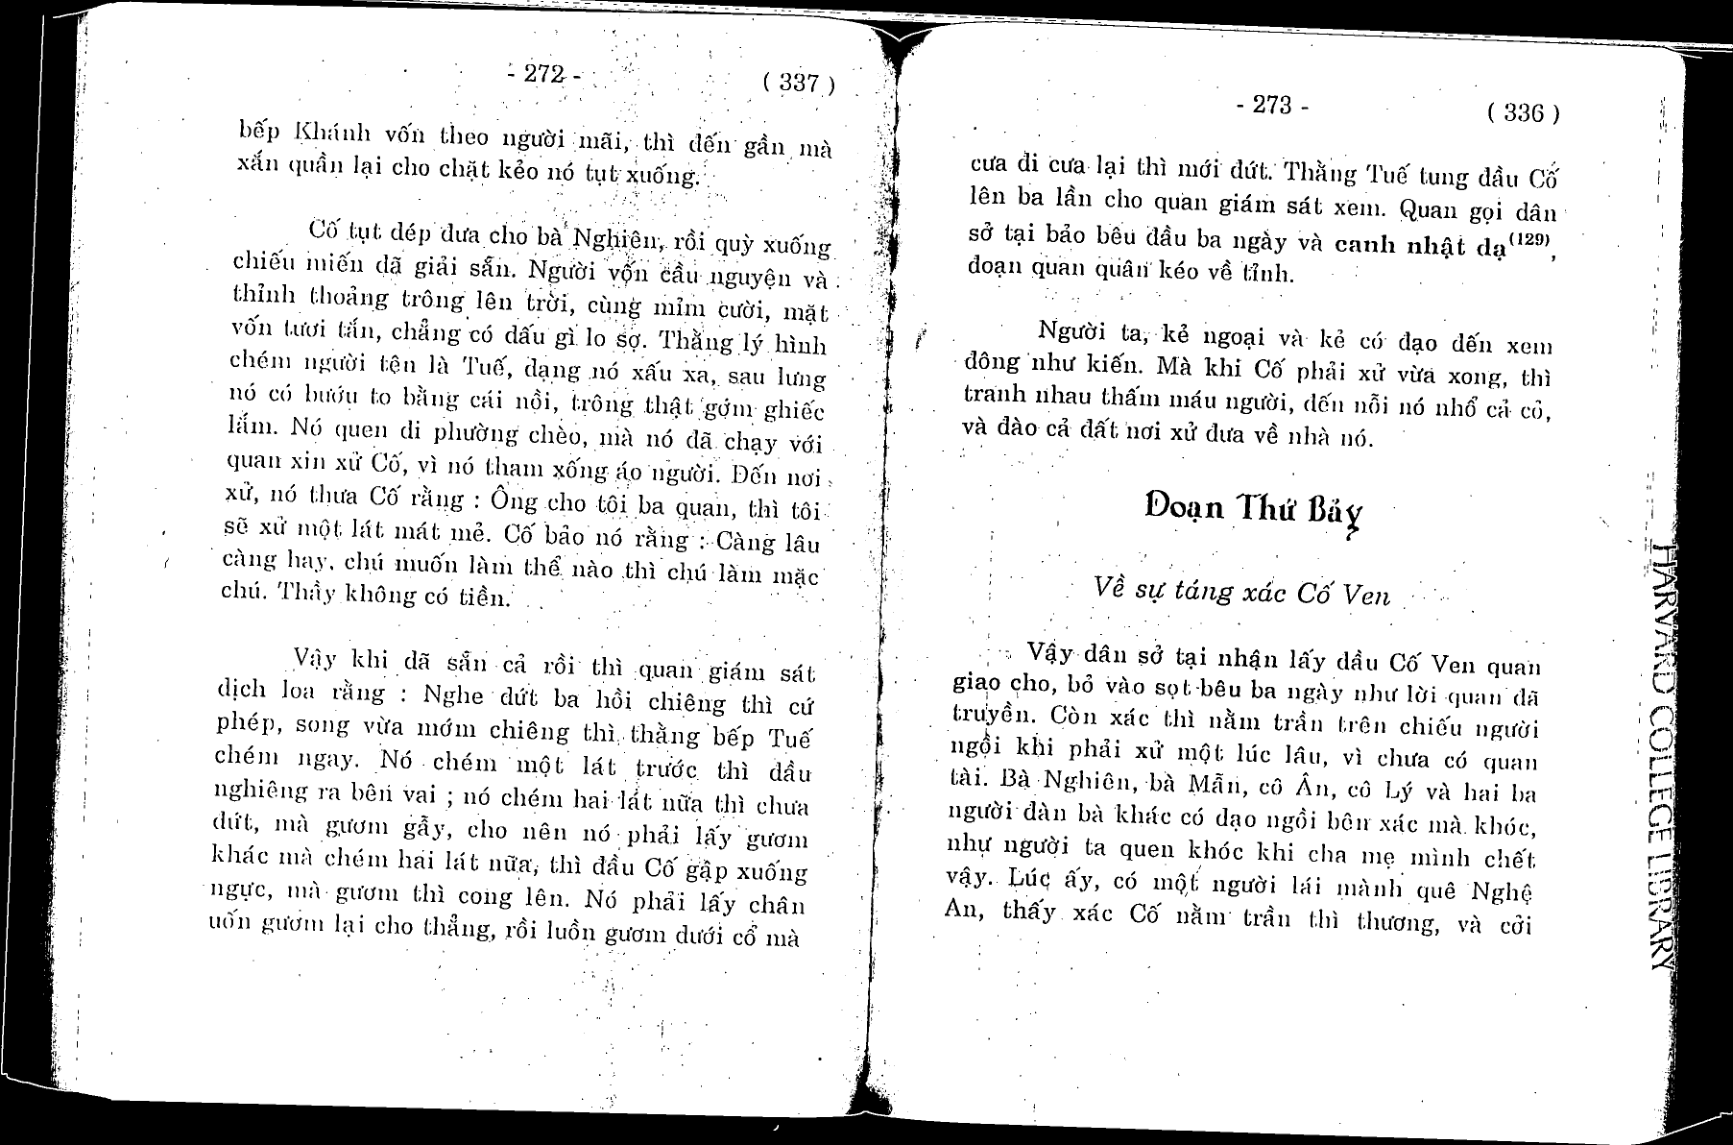 - 272 -
( 337 )
bếp Khánh vốn theo người mãi, thì đến gần mà
xắn quần lại cho chặt kẻo nó tụt xuống.
Cố tụt dép đưa cho bà Nghiên, rồi quỳ xuống
chiếu miến đã giải sẵn. Người vốn cầu nguyện và
thỉnh thoảng trông lên trời, cùng mỉm cười, mặt
vốn tươi tắn, chẳng có dấu gì lo sợ. Thằng lý hình
chém người tên là Tuế, dạng nó xấu xa, sau lưng
nó có bướu to bằng cái nồi, trông thật gớm ghiếc
lắm. Nó quen đi phường chèo, mà nó đã chạy với
quan xin xử Cố, vì nó tham xống áo người. Đến nơi
xử, nó thưa Cố rằng : Ông cho tôi ba quan, thì tôi
sẽ xử một lát mát mẻ. Cố bảo nó rằng : Càng lâu
càng hay, chú muốn làm thể nào thì chú làm mặc
chú. Thầy không có tiền.
Vậy khi đã sẵn cả rồi thì quan giám sát
dịch loa rằng : Nghe dứt ba hồi chiêng thì cứ
phép, song vừa mớm chiêng thì thằng bếp Tuế
chém ngay. Nó chém một lát trước thì đầu
nghiêng ra bên vai ; nó chém hai lát nữa thì chưa
đứt, mà gươm gẫy, cho nên nó phải lấy gươm
khác mà chém hai lát nữa, thì đầu Cố gập xuống
ngực, mà gươm thì cong lên. Nó phải lấy chân
uốn gươm lại cho thẳng, rồi luồn gươm dưới cổ mà
- 273 -
( 336 )
cưa đi cưa lại thì mới đứt. Thằng Tuế tung đầu Cố
lên ba lần cho quan giám sát xem. Quan gọi dân
sở tại bảo bêu đầu ba ngày và canh nhật dạ(129),
đoạn quan quân kéo về tỉnh.
Người ta, kẻ ngoại và kẻ có đạo đến xem
đông như kiến. Mà khi Cố phải xử vừa xong, thì
tranh nhau thấm máu người, đến nỗi nó nhổ cả cỏ,
và đào cả đất nơi xử đưa về nhà nó.
Đoạn Thứ Bảy
Về sự táng xác Cố Ven
Vậy dân sở tại nhận lấy đầu Cố Ven quan
giao cho, bỏ vào sọt bêu ba ngày như lời quan đã
truyền. Còn xác thì nằm trần trên chiếu người
ngồi khi phải xử một lúc lâu, vì chưa có quan
tài. Bà Nghiên, bà Mẫn, cô Ân, cô Lý và hai ba
người đàn bà khác có đạo ngồi bên xác mà khóc,
như người ta quen khóc khi cha mẹ mình chết
vậy. Lúc ấy, có một người lái mành quê Nghệ
An, thấy xác Cố nằm trần thì thương, và cởi
HARVARD COLLEGE LIBRARY